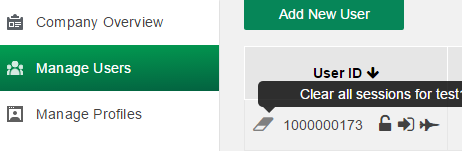 Company Overview
Add New User
Manage Users
User ID
Clear all sessions for test
Manage Profiles
1000000173